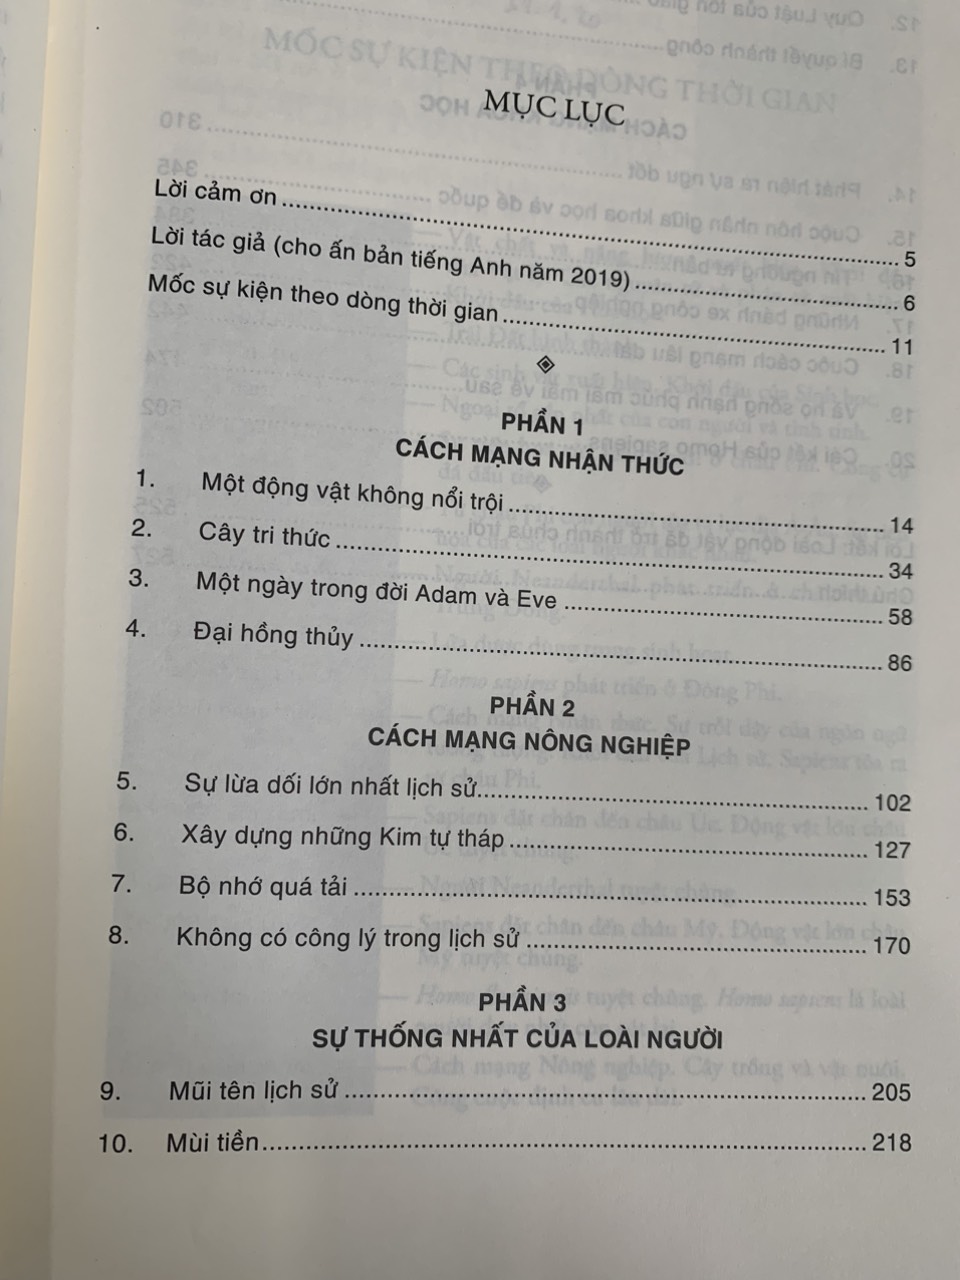 MỤC LỤC
Lời cảm ơn ........ 5
Lời tác giả (cho ấn bản tiếng Anh năm 2019) ........ 6
Mốc sự kiện theo dòng thời gian ........ 11
PHẦN 1
CÁCH MẠNG NHẬN THỨC
1. Một động vật không nổi trội ........ 14
2. Cây tri thức ........ 34
3. Một ngày trong đời Adam và Eve ........ 58
4. Đại hồng thủy ........ 86
PHẦN 2
CÁCH MẠNG NÔNG NGHIỆP
5. Sự lừa dối lớn nhất lịch sử ........ 102
6. Xây dựng những Kim tự tháp ........ 127
7. Bộ nhớ quá tải ........ 153
8. Không có công lý trong lịch sử ........ 170
PHẦN 3
SỰ THỐNG NHẤT CỦA LOÀI NGƯỜI
9. Mũi tên lịch sử ........ 205
10. Mùi tiền ........ 218